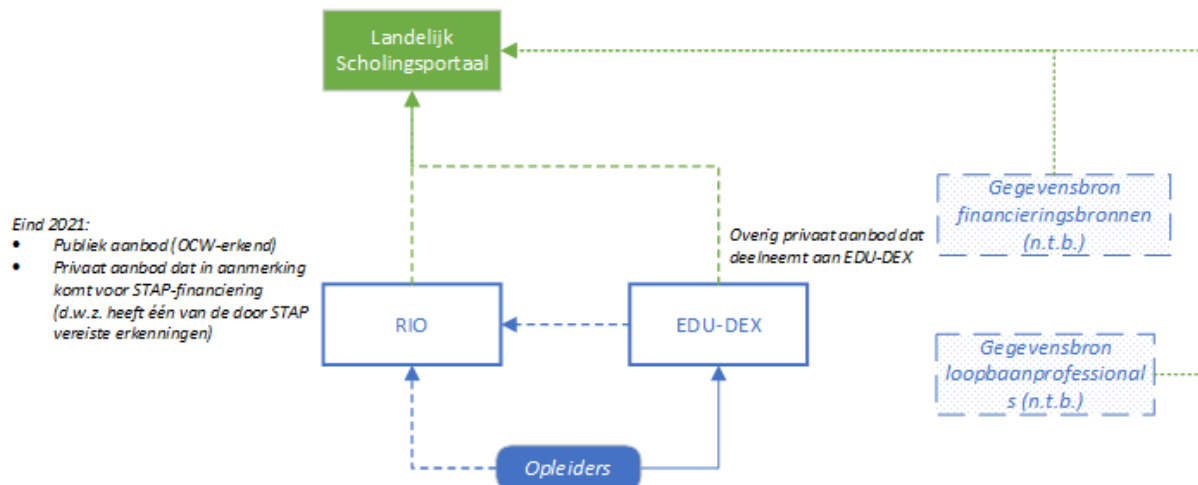 Landelijk
Scholingsportaal
Gegevensbron
financieringsbronnen
(n.t.b.)
Eind 2021:
• Publiek aanbod (OCW-erkend)
• Privaat aanbod dat in aanmerking
komt voor STAP-financiering
(d.w.z. heeft één van de door STAP
vereiste erkenningen)
Overig privaat aanbod dat
deelneemt aan EDU-DEX
RIO
EDU-DEX
Gegevensbron
loopbaanprofessional
s (n.t.b.)
Opleiders